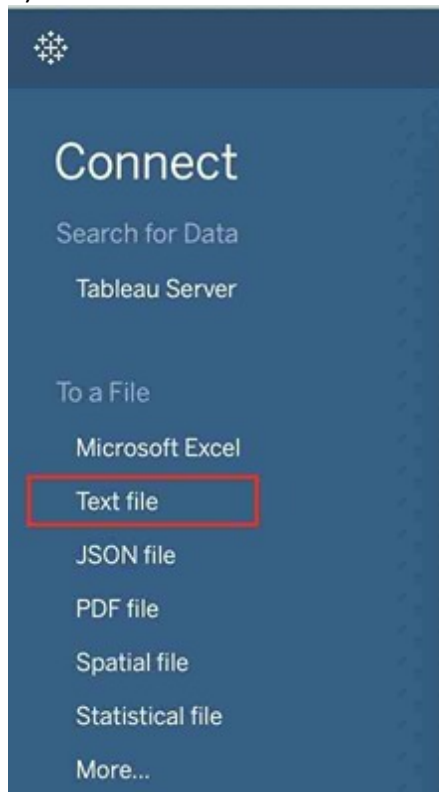 Connect
Search for Data
Tableau Server
To a File
Microsoft Excel
Text file
JSON file
PDF file
Spatial file
Statistical file
More...